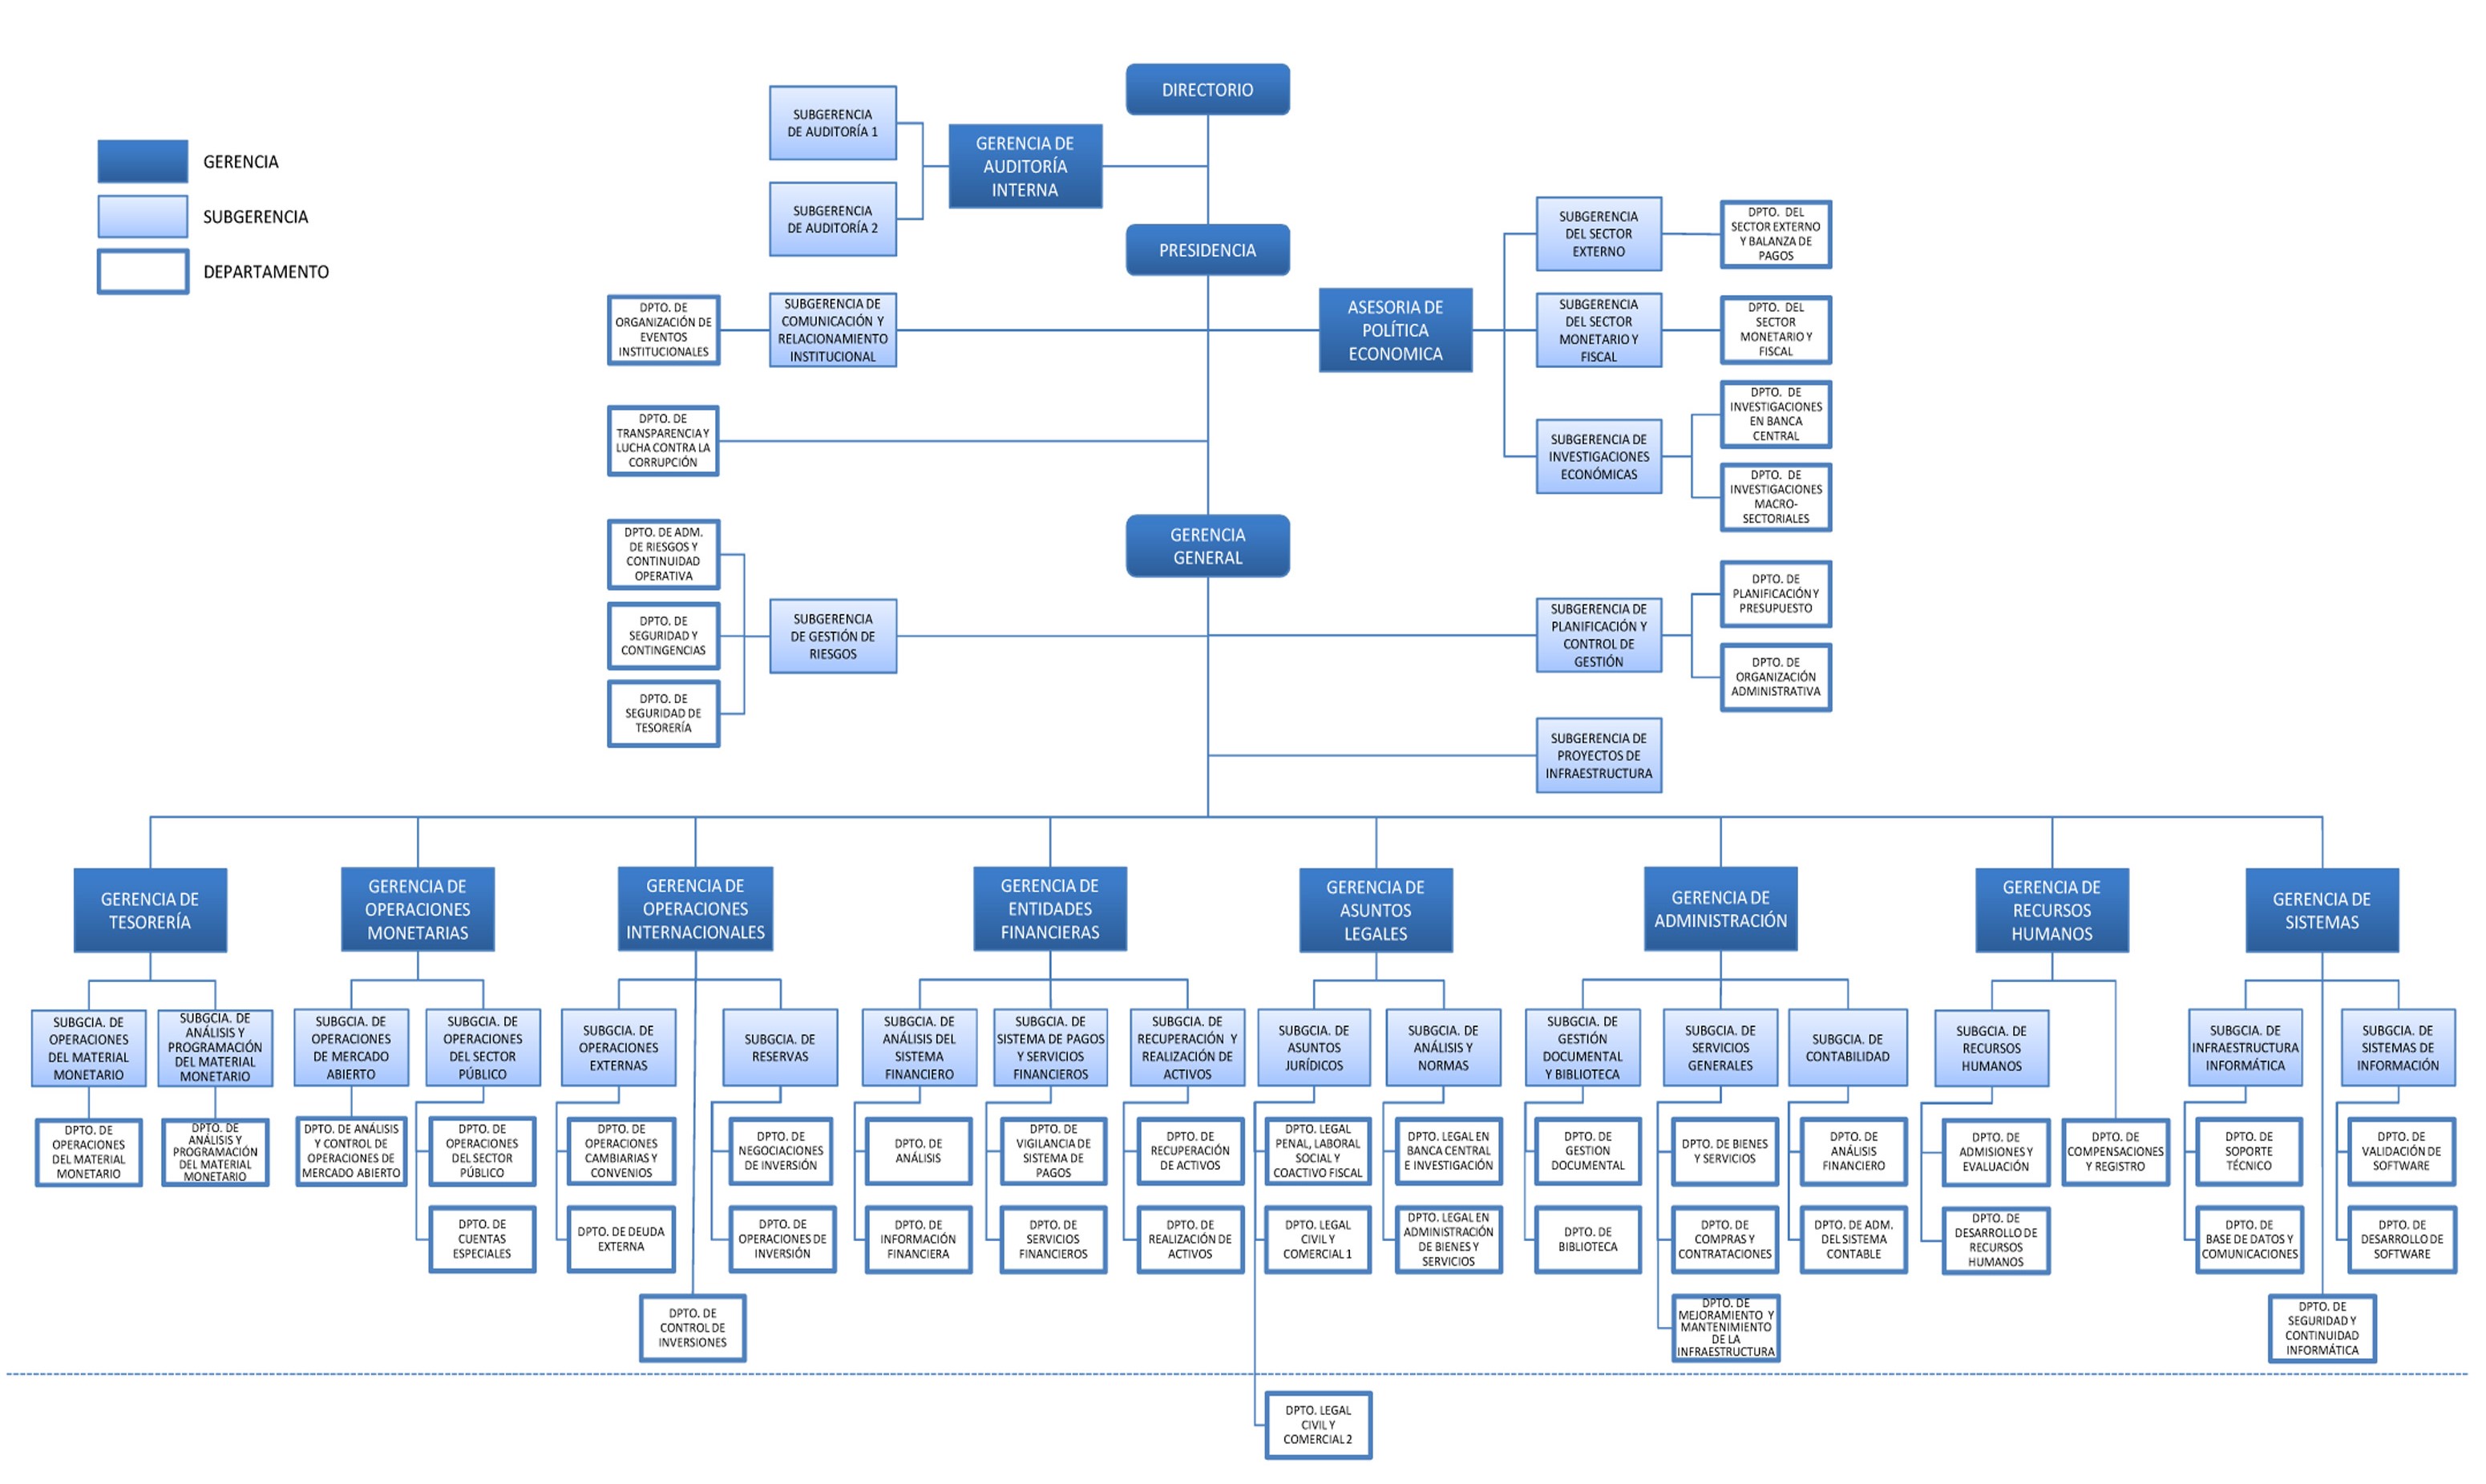 DIRECTORIO
SUBGERENCIA
DE AUDITORÍA 1
GERENCIA DE
AUDITORÍA
INTERNA
SUBGERENCIA
DE AUDITORÍA 2
GERENCIA
SUBGERENCIA
DEPARTAMENTO
PRESIDENCIA
SUBGERENCIA
DEL SECTOR
EXTERNO
DPTO. DEL
SECTOR EXTERNO
Y BALANZA DE
PAGOS
DPTO. DE
ORGANIZACIÓN DE
EVENTOS
INSTITUCIONALES
SUBGERENCIA DE
COMUNICACIÓN Y
RELACIONAMIENTO
INSTITUCIONAL
ASESORIA DE
POLÍTICA
ECONOMICA
SUBGERENCIA
DEL SECTOR
MONETARIO Y
FISCAL
DPTO. DEL
SECTOR
MONETARIO Y
FISCAL
DPTO. DE
TRANSPARENCIA Y
LUCHA CONTRA LA
CORRUPCIÓN
SUBGERENCIA DE
INVESTIGACIONES
ECONÓMICAS
DPTO. DE
INVESTIGACIONES
EN BANCA
CENTRAL
DPTO. DE
INVESTIGACIONES
MACRO-
SECTORIALES
GERENCIA
GENERAL
DPTO. DE ADM.
DE RIESGOS Y
CONTINUIDAD
OPERATIVA
DPTO. DE
SEGURIDAD Y
CONTINGENCIAS
DPTO. DE
SEGURIDAD DE
TESORERÍA
SUBGERENCIA
DE GESTIÓN DE
RIESGOS
SUBGERENCIA DE
PLANIFICACIÓN Y
CONTROL DE
GESTIÓN
DPTO. DE
PLANIFICACIÓN Y
PRESUPUESTO
DPTO. DE
ORGANIZACIÓN
ADMINISTRATIVA
SUBGERENCIA DE
PROYECTOS DE
INFRAESTRUCTURA
GERENCIA DE
TESORERÍA
GERENCIA DE
OPERACIONES
MONETARIAS
GERENCIA DE
OPERACIONES
INTERNACIONALES
GERENCIA DE
ENTIDADES
FINANCIERAS
GERENCIA DE
ASUNTOS
LEGALES
GERENCIA DE
ADMINISTRACIÓN
GERENCIA DE
RECURSOS
HUMANOS
GERENCIA DE
SISTEMAS
SUBGCIA. DE
OPERACIONES
DEL MATERIAL
MONETARIO
SUBGCIA. DE
ANÁLISIS Y
PROGRAMACIÓN
DEL MATERIAL
MONETARIO
SUBGCIA. DE
OPERACIONES
DE MERCADO
ABIERTO
SUBGCIA. DE
OPERACIONES
DEL SECTOR
PÚBLICO
SUBGCIA. DE
OPERACIONES
EXTERNAS
SUBGCIA. DE
RESERVAS
SUBGCIA. DE
ANÁLISIS DEL
SISTEMA
FINANCIERO
SUBGCIA. DE
SISTEMA DE PAGOS
Y SERVICIOS
FINANCIEROS
SUBGCIA. DE
RECUPERACIÓN Y
REALIZACIÓN DE
ACTIVOS
SUBGCIA. DE
ASUNTOS
JURÍDICOS
SUBGCIA. DE
ANÁLISIS Y
NORMAS
SUBGCIA. DE
GESTIÓN
DOCUMENTAL
Y BIBLIOTECA
SUBGCIA. DE
SERVICIOS
GENERALES
SUBGCIA. DE
CONTABILIDAD
SUBGCIA. DE
RECURSOS
HUMANOS
SUBGCIA. DE
INFRAESTRUCTURA
INFORMÁTICA
SUBGCIA. DE
SISTEMAS DE
INFORMACIÓN
DPTO. DE
OPERACIONES
DEL MATERIAL
MONETARIO
DPTO. DE
ANÁLISIS Y
PROGRAMACIÓN
DEL MATERIAL
MONETARIO
DPTO. DE ANÁLISIS
Y CONTROL DE
OPERACIONES DE
MERCADO ABIERTO
DPTO. DE
OPERACIONES
DEL SECTOR
PÚBLICO
DPTO. DE
OPERACIONES
CAMBIARIAS Y
CONVENIOS
DPTO. DE
NEGOCIACIONES
DE INVERSIÓN
DPTO. DE
ANÁLISIS
DPTO. DE
VIGILANCIA DE
SISTEMA DE
PAGOS
DPTO. DE
RECUPERACIÓN
DE ACTIVOS
DPTO. LEGAL
PENAL, LABORAL
SOCIAL Y
COACTIVO FISCAL
DPTO. LEGAL EN
BANCA CENTRAL
E INVESTIGACIÓN
DPTO. DE
GESTION
DOCUMENTAL
DPTO. DE BIENES
Y SERVICIOS
DPTO. DE
ANÁLISIS
FINANCIERO
DPTO. DE
ADMISIONES Y
EVALUACIÓN
DPTO. DE
COMPENSACIONES
Y REGISTRO
DPTO. DE
SOPORTE
TÉCNICO
DPTO. DE
VALIDACIÓN DE
SOFTWARE
DPTO. DE
CUENTAS
ESPECIALES
DPTO. DE DEUDA
EXTERNA
DPTO. DE
OPERACIONES DE
INVERSIÓN
DPTO. DE
INFORMACIÓN
FINANCIERA
DPTO. DE
SERVICIOS
FINANCIEROS
DPTO. DE
REALIZACIÓN DE
ACTIVOS
DPTO. LEGAL
CIVIL Y
COMERCIAL 1
DPTO. LEGAL EN
ADMINISTRACIÓN
DE BIENES Y
SERVICIOS
DPTO. DE
BIBLIOTECA
DPTO. DE
COMPRAS Y
CONTRATACIONES
DPTO. DE ADM.
DEL SISTEMA
CONTABLE
DPTO. DE
DESARROLLO DE
RECURSOS
HUMANOS
DPTO. DE
BASE DE DATOS Y
COMUNICACIONES
DPTO. DE
DESARROLLO DE
SOFTWARE
DPTO. DE
CONTROL DE
INVERSIONES
DPTO. DE
MEJORAMIENTO Y
MANTENIMIENTO
DE LA
INFRAESTRUCTURA
DPTO. DE
SEGURIDAD Y
CONTINUIDAD
INFORMÁTICA
DPTO. LEGAL
CIVIL Y
COMERCIAL 2